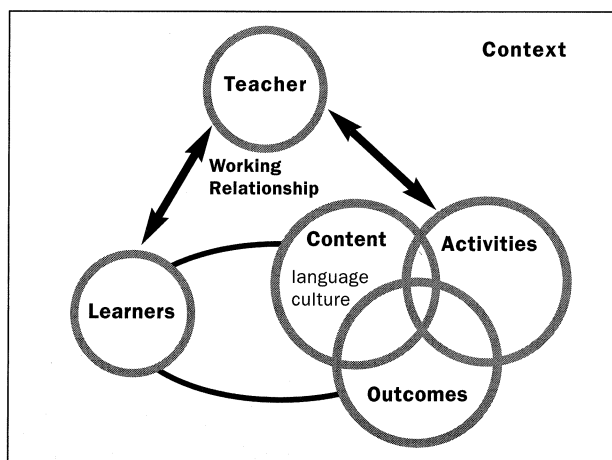 Context
Teacher
Working
Relationship
Content
language
culture
Activities
Learners
Outcomes